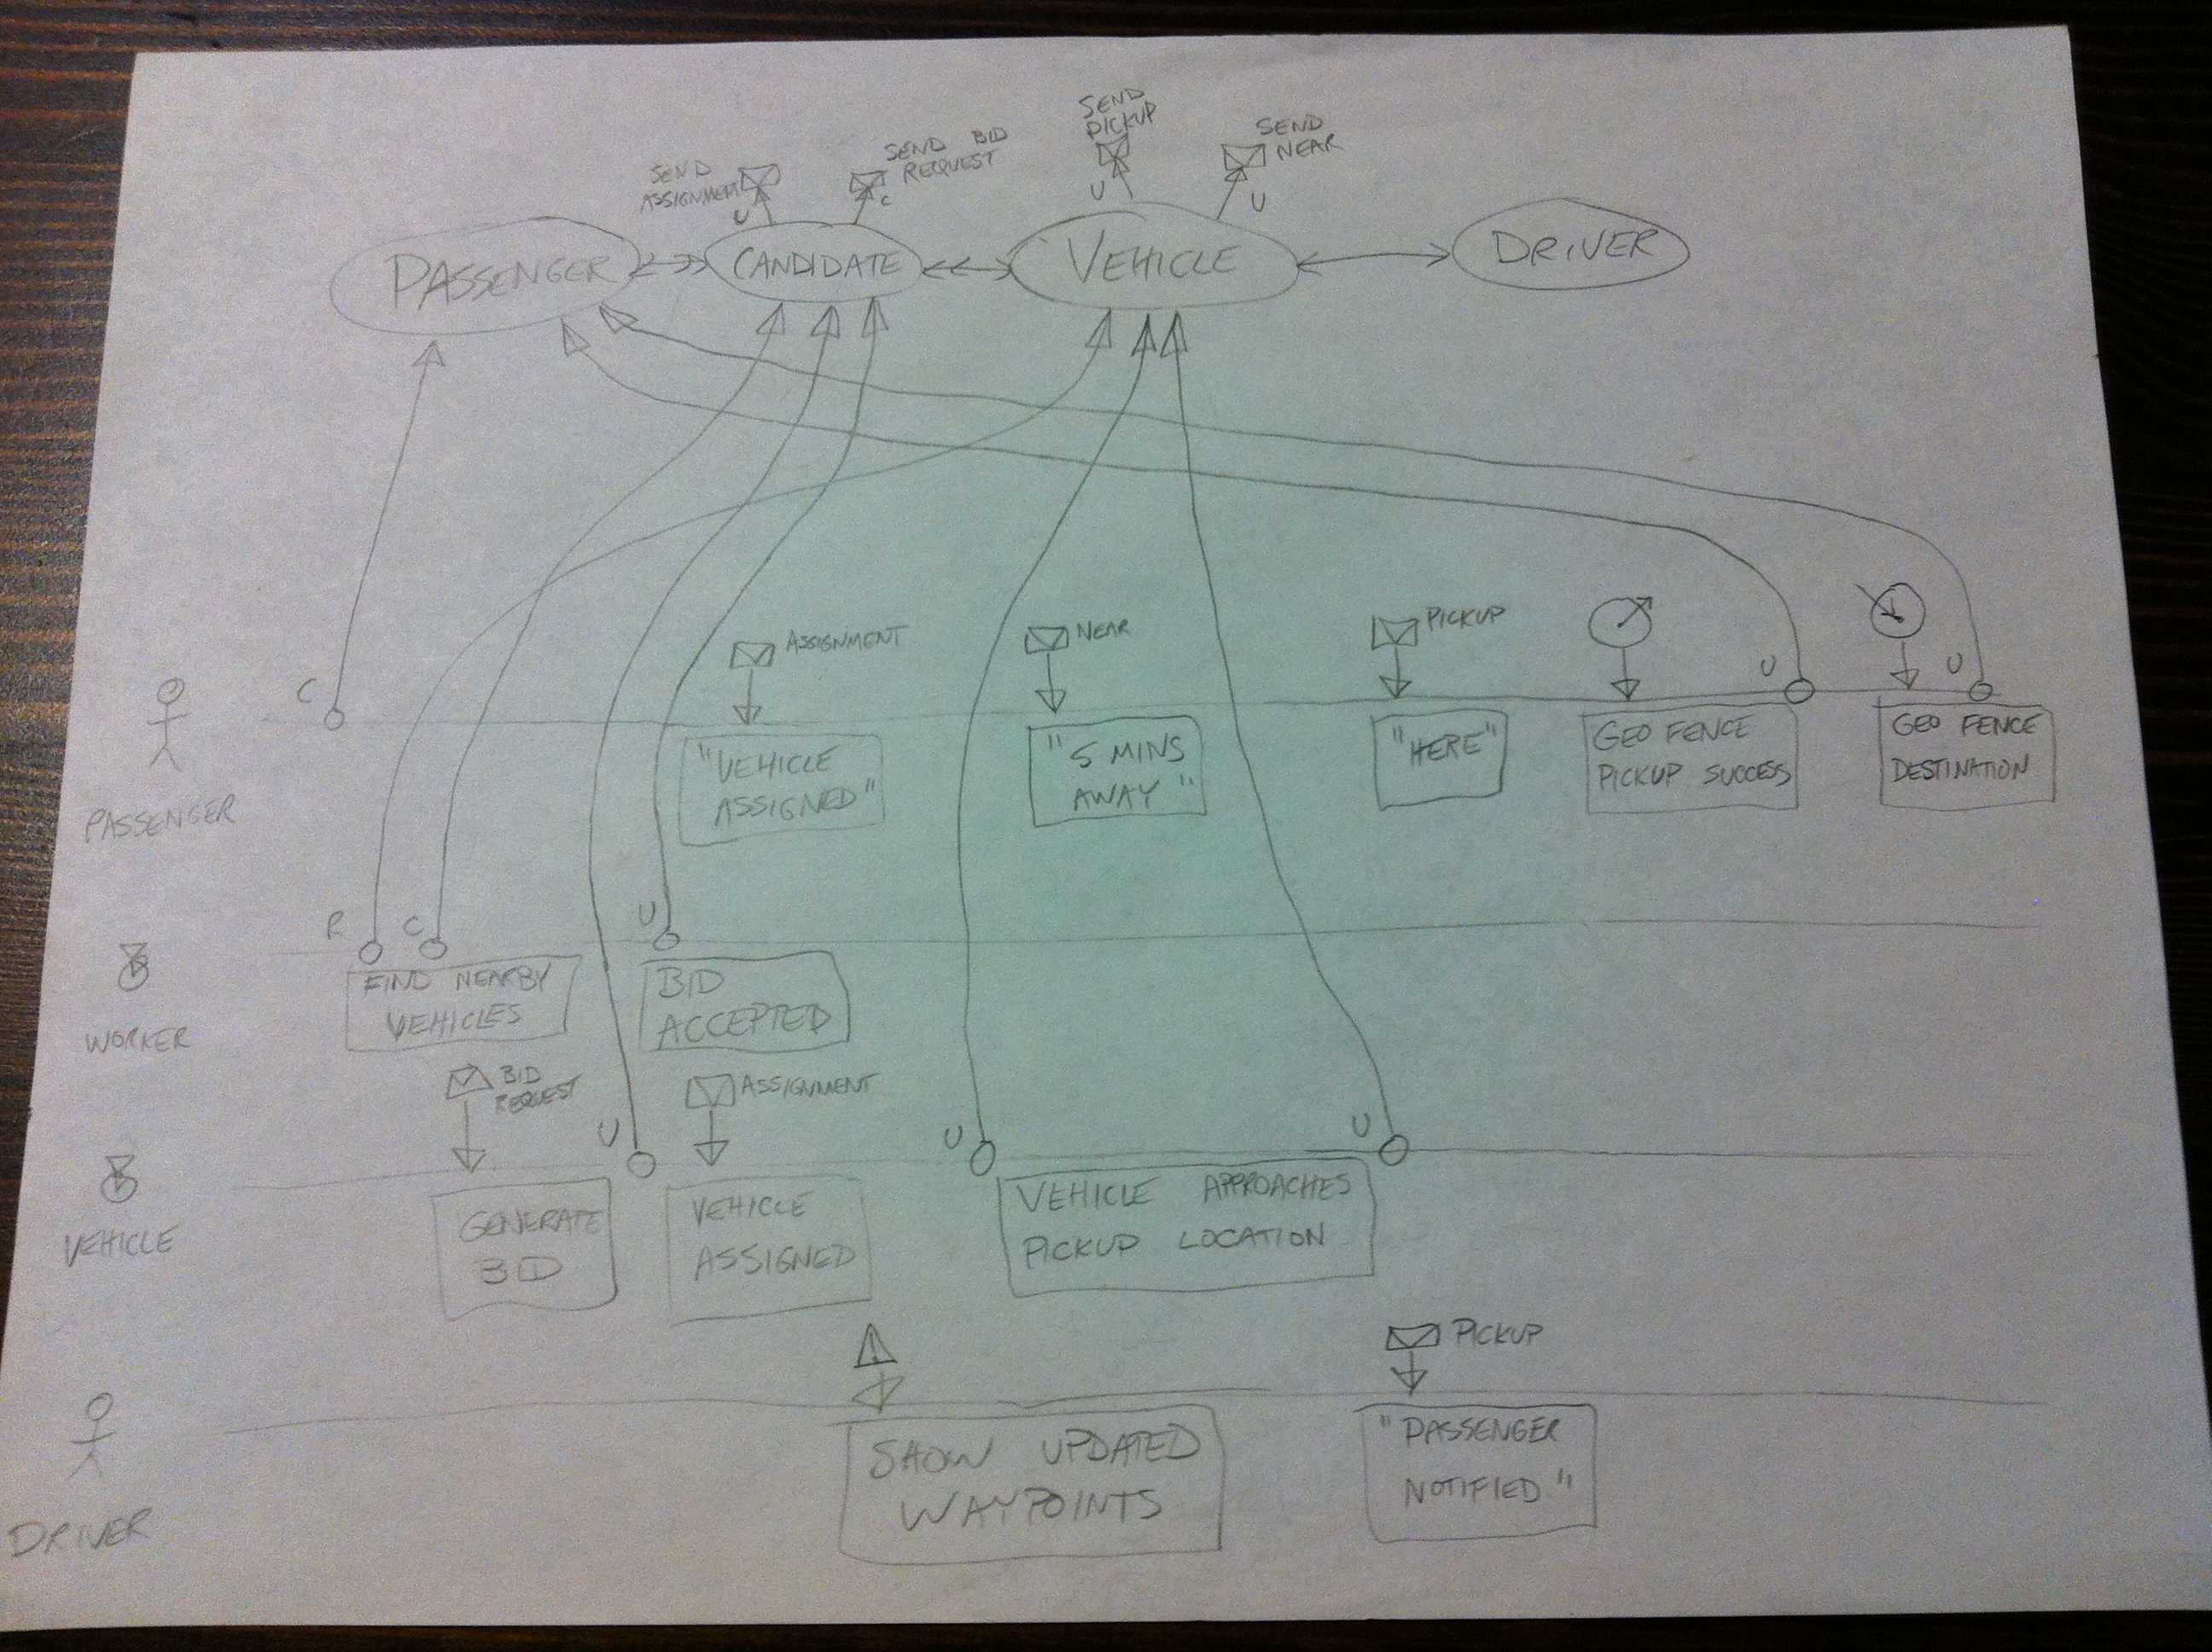 SEND
PICKUP
SEND
NEAR
SEND BID
REQUEST
SEND
ASSIGNMENT
U
C
U
U
PASSENGER
CANDIDATE
VEHICLE
DRIVER
ASSIGNMENT
NEAR
PICKUP
C
U
U
"VEHICLE
ASSIGNED"
"5 MINS
AWAY"
"HERE"
GEO FENCE
PICKUP SUCCESS
GEO FENCE
DESTINATION
PASSENGER
R
C
U
FIND NEARBY
VEHICLES
BID
ACCEPTED
WORKER
BID
REQUEST
ASSIGNMENT
U
U
U
GENERATE
BID
VEHICLE
ASSIGNED
VEHICLE APPROACHES
PICKUP LOCATION
VEHICLE
PICKUP
SHOW UPDATED
WAYPOINTS
"PASSENGER
NOTIFIED"
DRIVER